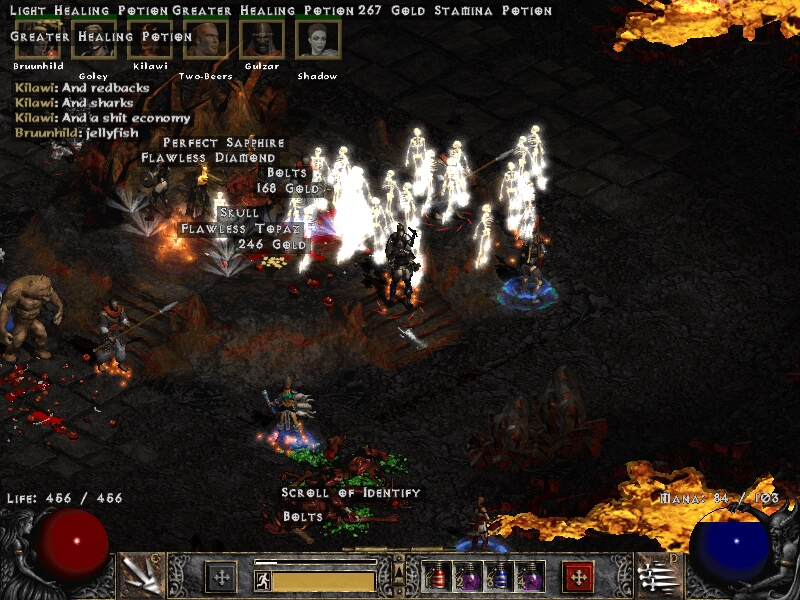 Light Healing Potion Greater Healing Potion 267 Gold Stamina Potion
Greater Healing Potion
Bruunhild Goley Kilawi Two-Beers Gulzar Shadow
Kilawi: And redbacks
Kilawi: And sharks
Kilawi: And a shit economy
Bruunhild: jellyfish
Perfect Sapphire
Flawless Diamond
Bolts
168 Gold
Skull
Flawless Topaz
246 Gold
Scroll of Identify
Bolts
Life: 456 / 456
Mana: 84 / 103